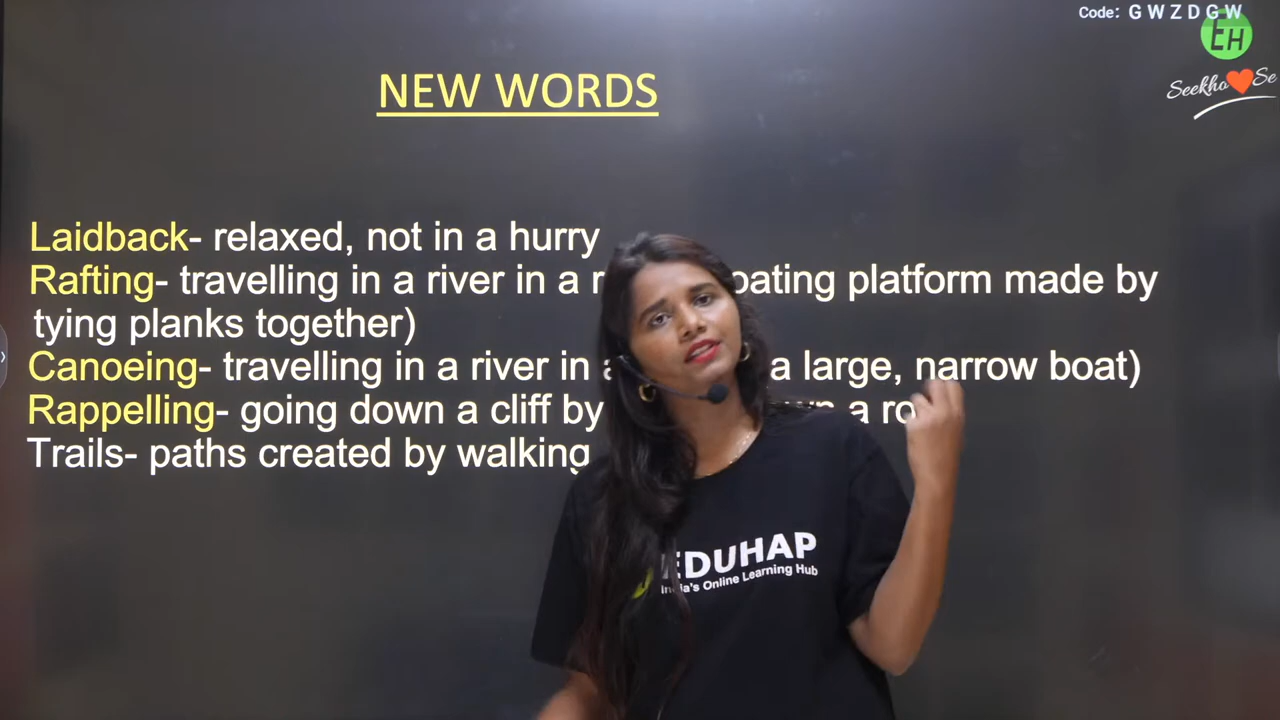 Code: G W Z D G W
EH
Seekho Se
NEW WORDS
Laidback- relaxed, not in a hurry
Rafting- travelling in a river in a platform made by
tying planks together)
Canoeing- travelling in a river in a large, narrow boat)
Rappelling- going down a cliff by a
Trails- paths created by walking
EDUHAP
India's Online Learning Hub